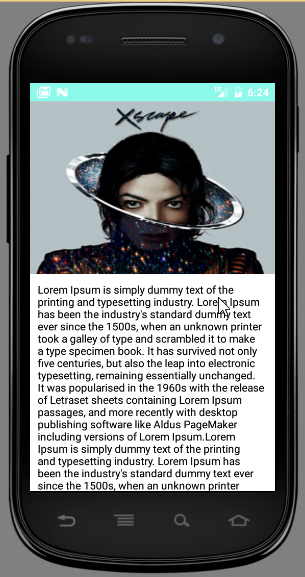 6:24
Xscape
Lorem Ipsum is simply dummy text of the
printing and typesetting industry. Lorem Ipsum
has been the industry's standard dummy text
ever since the 1500s, when an unknown printer
took a galley of type and scrambled it to make
a type specimen book. It has survived not only
five centuries, but also the leap into electronic
typesetting, remaining essentially unchanged.
It was popularised in the 1960s with the release
of Letraset sheets containing Lorem Ipsum
passages, and more recently with desktop
publishing software like Aldus PageMaker
including versions of Lorem Ipsum.Lorem
Ipsum is simply dummy text of the printing
and typesetting industry. Lorem Ipsum has
been the industry's standard dummy text ever
since the 1500s, when an unknown printer